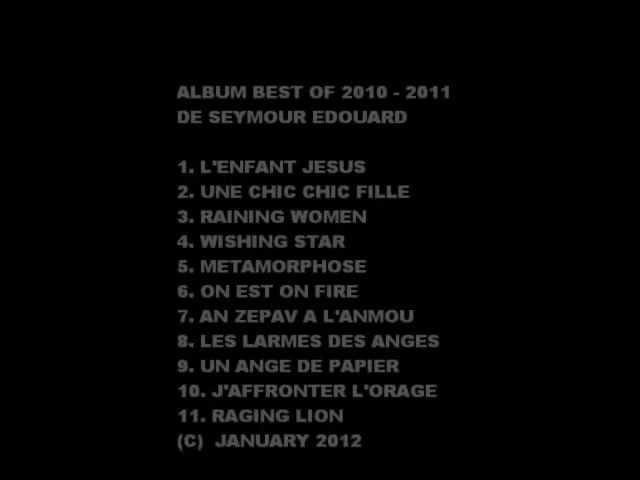 ALBUM BEST OF 2010 - 2011
DE SEYMOUR EDOUARD
1. L'ENFANT JESUS
2. UNE CHIC CHIC FILLE
3. RAINING WOMEN
4. WISHING STAR
5. METAMORPHOSE
6. ON EST ON FIRE
7. AN ZEPAV A L'ANMOU
8. LES LARMES DES ANGES
9. UN ANGE DE PAPIER
10. J'AFFRONTER L'ORAGE
11. RAGING LION
(C) JANUARY 2012